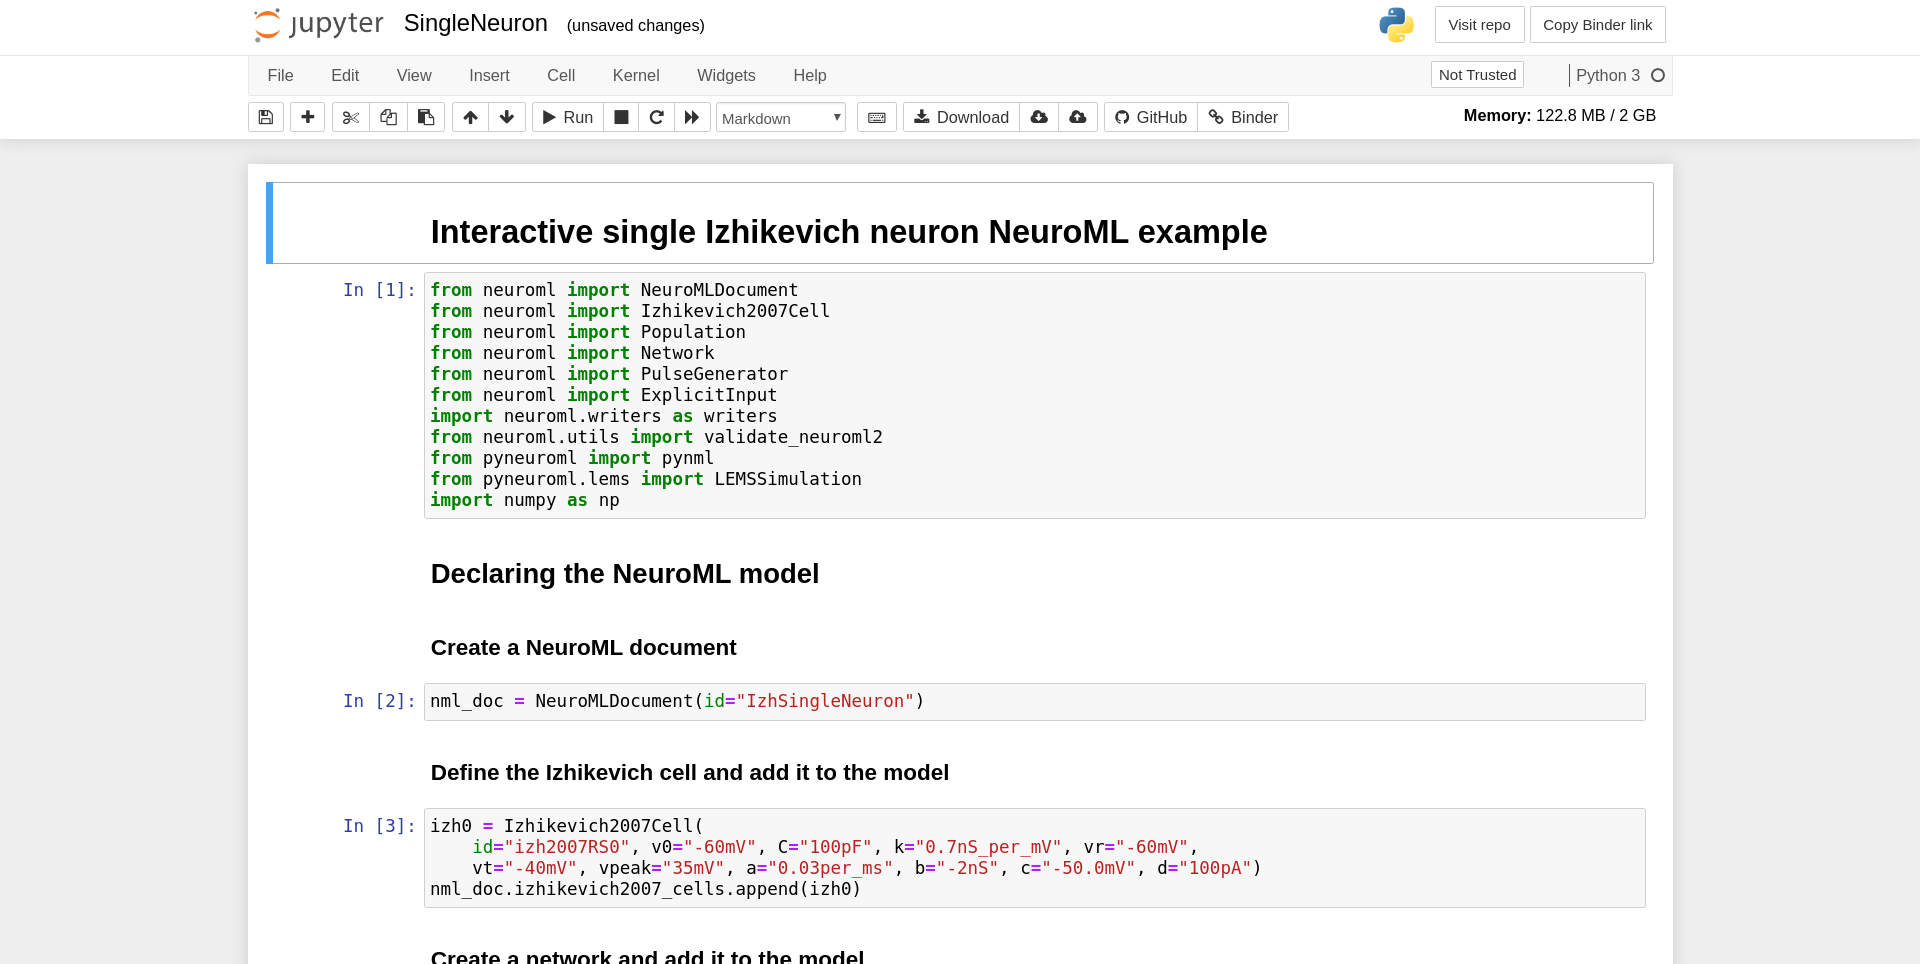 jupyter SingleNeuron (unsaved changes) Visit repo Copy Binder link
File Edit View Insert Cell Kernel Widgets Help Not Trusted Python 3
Run Markdown Download GitHub Binder Memory: 122.8 MB / 2 GB
Interactive single Izhikevich neuron NeuroML example
In [1]: from neuroml import NeuroMLDocument
from neuroml import Izhikevich2007Cell
from neuroml import Population
from neuroml import Network
from neuroml import PulseGenerator
from neuroml import ExplicitInput
import neuroml.writers as writers
from neuroml.utils import validate_neuroml2
from pyneuroml import pynml
from pyneuroml.lems import LEMSSimulation
import numpy as np
Declaring the NeuroML model
Create a NeuroML document
In [2]: nml_doc = NeuroMLDocument(id="IzhSingleNeuron")
Define the Izhikevich cell and add it to the model
In [3]: izh0 = Izhikevich2007Cell(
    id="izh2007RS0", v0="-60mV", C="100pF", k="0.7nS_per_mV", vr="-60mV",
    vt="-40mV", vpeak="35mV", a="0.03per_ms", b="-2nS", c="-50.0mV", d="100pA")
nml_doc.izhikevich2007_cells.append(izh0)
Create a network and add it to the model